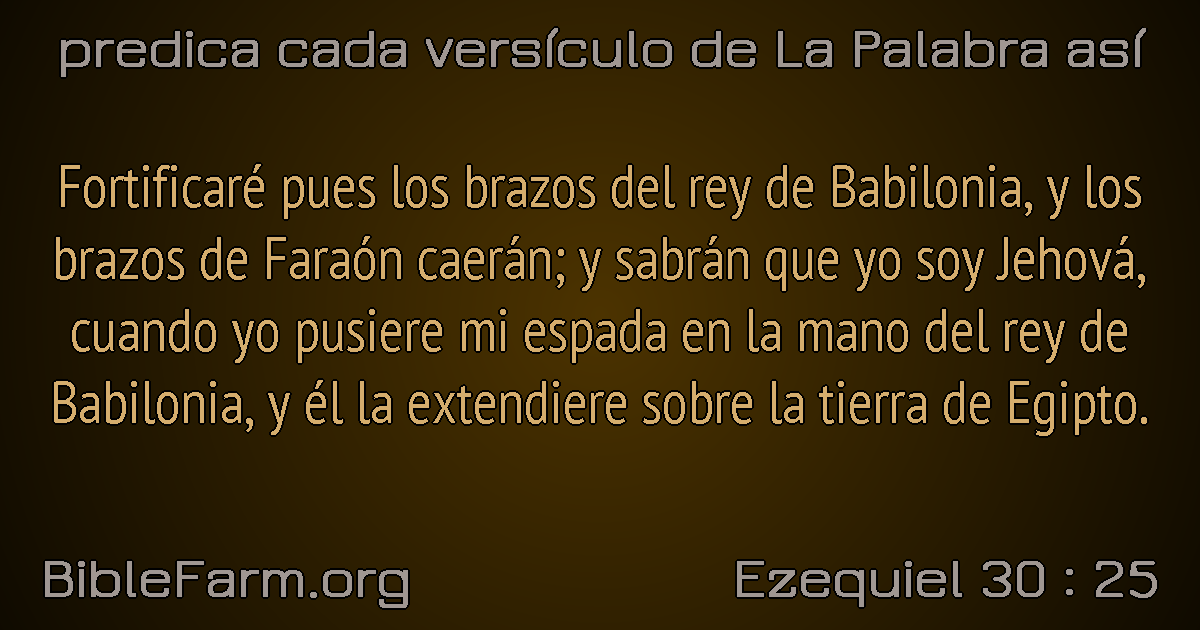 predica cada versículo de La Palabra así
Fortificaré pues los brazos del rey de Babilonia, y los
brazos de Faraón caerán; y sabrán que yo soy Jehová,
cuando yo pusiere mi espada en la mano del rey de
Babilonia, y él la extendiere sobre la tierra de Egipto.
BibleFarm.org
Ezequiel 30 : 25